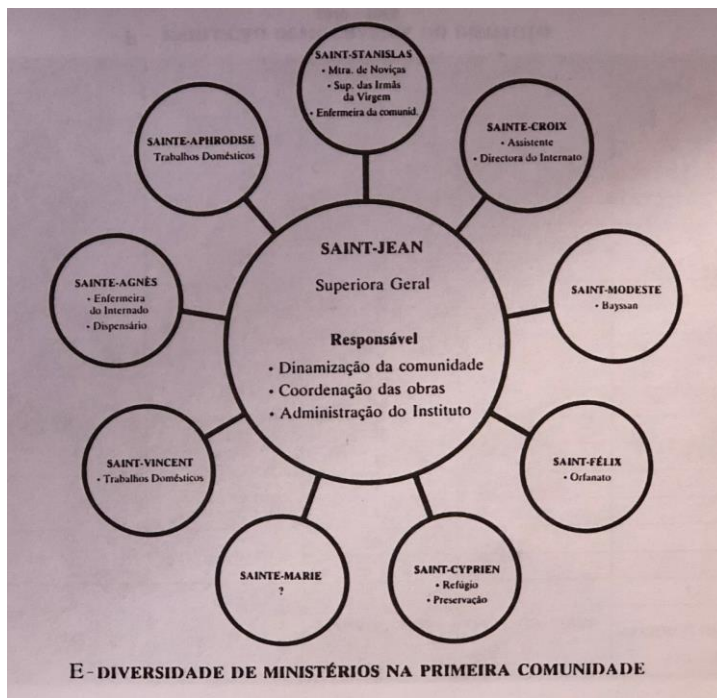 SAINT-STANISLAS
• Mtra. de Noviças
• Sup. das Irmãs
da Virgem
• Enfermeira da comunid.
SAINTE-CROIX
• Assistente
• Directora do Internato
SAINT-MODESTE
• Bayssan
SAINT-FÉLIX
• Orfanato
SAINT-CYPRIEN
• Refúgio
• Preservação
SAINTE-MARIE
?
SAINT-VINCENT
• Trabalhos Domésticos
SAINTE-AGNÈS
• Enfermeira
do Internado
• Dispensário
SAINTE-APHRODISE
Trabalhos Domésticos
SAINT-JEAN
Superiora Geral
Responsável
• Dinamização da comunidade
• Coordenação das obras
• Administração do Instituto
E - DIVERSIDADE DE MINISTÉRIOS NA PRIMEIRA COMUNIDADE